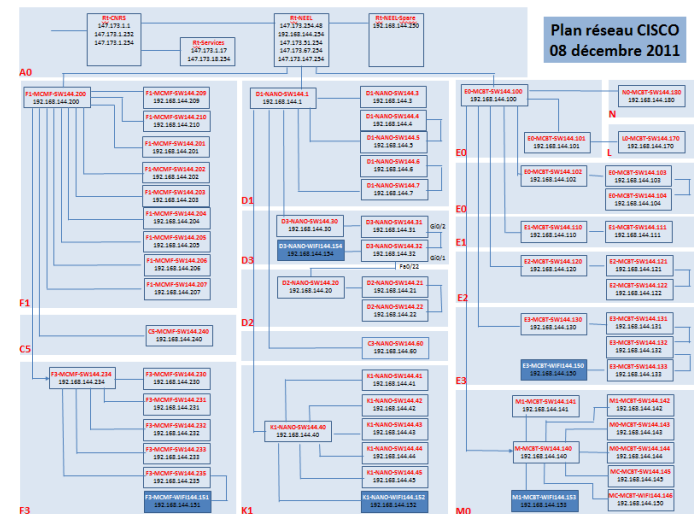 Rt-CNRS
147.173.1.1
147.173.1.252
147.173.1.254
Rt-Services
147.173.1.17
147.173.18.254
Rt-NEEL
147.173.254.48
192.168.144.254
147.173.31.254
147.173.67.254
147.173.147.254
Rt-NEEL-Spare
192.168.144.250
Plan réseau CISCO
08 décembre 2011
A0
F1-MCMF-SW144.200
192.168.144.200
F1-MCMF-SW144.209
192.168.144.209
F1-MCMF-SW144.210
192.168.144.210
F1-MCMF-SW144.201
192.168.144.201
F1-MCMF-SW144.202
192.168.144.202
F1-MCMF-SW144.203
192.168.144.203
F1-MCMF-SW144.204
192.168.144.204
F1-MCMF-SW144.205
192.168.144.205
F1-MCMF-SW144.206
192.168.144.206
F1-MCMF-SW144.207
192.168.144.207
F1
C5-MCMF-SW144.240
192.168.144.240
C5
F3-MCMF-SW144.234
192.168.144.234
F3-MCMF-SW144.230
192.168.144.230
F3-MCMF-SW144.231
192.168.144.231
F3-MCMF-SW144.232
192.168.144.232
F3-MCMF-SW144.233
192.168.144.233
F3-MCMF-SW144.235
192.168.144.235
F3-MCMF-WIFI144.151
192.168.144.151
F3
D1-NANO-SW144.1
192.168.144.1
D1-NANO-SW144.3
192.168.144.3
D1-NANO-SW144.4
192.168.144.4
D1-NANO-SW144.5
192.168.144.5
D1-NANO-SW144.6
192.168.144.6
D1-NANO-SW144.7
192.168.144.7
D1
D3-NANO-SW144.30
192.168.144.30
D3-NANO-SW144.31
192.168.144.31
Gi0/2
D3-NANO-WIFI144.154
192.168.144.154
D3-NANO-SW144.32
192.168.144.32
Gi0/1
D3
Fe0/22
D2-NANO-SW144.20
192.168.144.20
D2-NANO-SW144.21
192.168.144.21
D2-NANO-SW144.22
192.168.144.22
D2
C3-NANO-SW144.60
192.168.144.60
K1-NANO-SW144.40
192.168.144.40
K1-NANO-SW144.41
192.168.144.41
K1-NANO-SW144.42
192.168.144.42
K1-NANO-SW144.43
192.168.144.43
K1-NANO-SW144.44
192.168.144.44
K1-NANO-SW144.45
192.168.144.45
K1-NANO-WIFI144.152
192.168.144.152
K1
E0-MCBT-SW144.100
192.168.144.100
N0-MCBT-SW144.180
192.168.144.180
N
E0-MCBT-SW144.101
192.168.144.101
L0-MCBT-SW144.170
192.168.144.170
E0
L
E0-MCBT-SW144.102
192.168.144.102
E0-MCBT-SW144.103
192.168.144.103
E0-MCBT-SW144.104
192.168.144.104
E0
E1-MCBT-SW144.110
192.168.144.110
E1-MCBT-SW144.111
192.168.144.111
E1
E2-MCBT-SW144.120
192.168.144.120
E2-MCBT-SW144.121
192.168.144.121
E2-MCBT-SW144.122
192.168.144.122
E2
E3-MCBT-SW144.130
192.168.144.130
E3-MCBT-SW144.131
192.168.144.131
E3-MCBT-SW144.132
192.168.144.132
E3-MCBT-WIFI144.150
192.168.144.150
E3-MCBT-SW144.133
192.168.144.133
E3
M1-MCBT-SW144.141
192.168.144.141
M1-MCBT-SW144.142
192.168.144.142
M1-MCBT-SW144.143
192.168.144.143
M-MCBT-SW144.140
192.168.144.140
M0-MCBT-SW144.144
192.168.144.144
MC-MCBT-SW144.145
192.168.144.145
M1-MCBT-WIFI144.153
192.168.144.153
MC-MCBT-WIFI144.146
192.168.144.150
M0